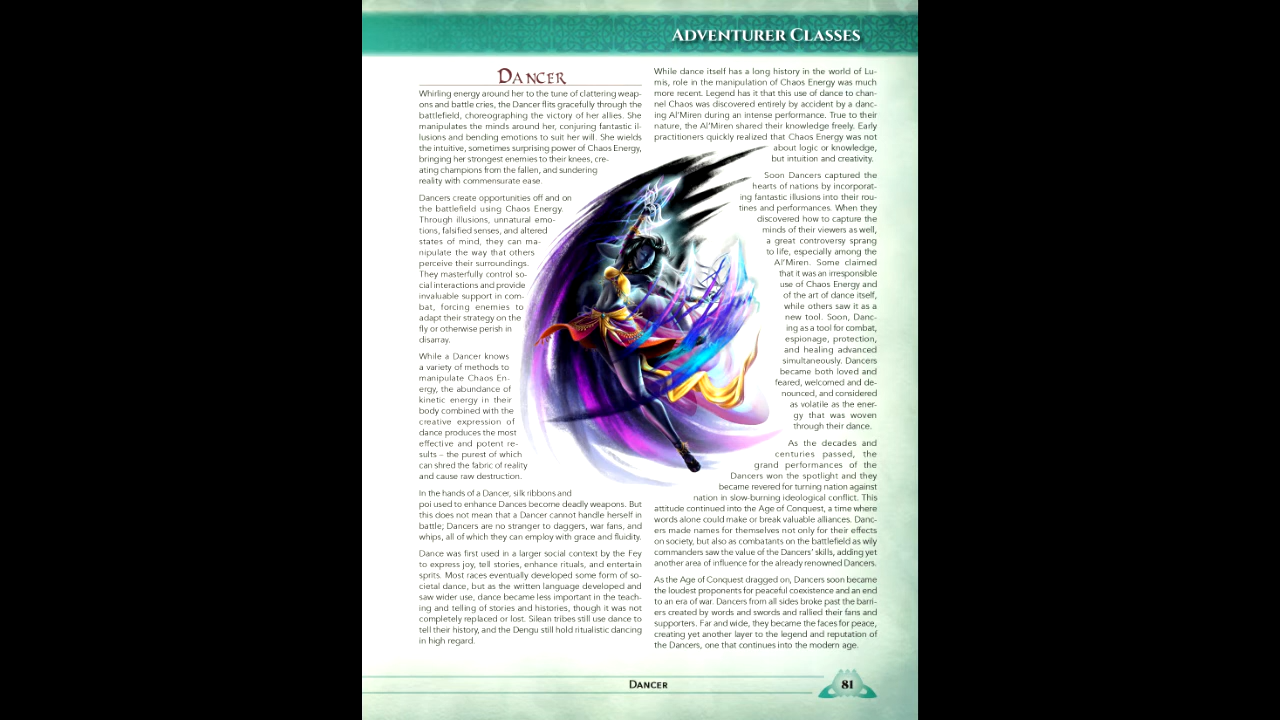 Adventurer Classes
Dancer
Whirling energy around her to the tune of clattering weap-
ons and battle cries, the Dancer flits gracefully through the
battlefield, choreographing the victory of her allies. She
manipulates the minds around her, conjuring fantastic il-
lusions and bending emotions to suit her will. She wields
the intuitive, sometimes surprising power of Chaos Energy,
bringing her strongest enemies to their knees, cre-
ating champions from the fallen, and sundering
reality with commensurate ease.
Dancers create opportunities off and on
the battlefield using Chaos Energy.
Through illusions, unnatural emo-
tions, falsified senses, and altered
states of mind, they can ma-
nipulate the way that others
perceive their surroundings.
They masterfully control so-
cial interactions and provide
invaluable support in com-
bat, forcing enemies to
adapt their strategy on the
fly or otherwise perish in
disarray.
While a Dancer knows
a variety of methods to
manipulate Chaos En-
ergy, the abundance of
kinetic energy in their
body combined with the
creative expression of
dance produces the most
effective and potent re-
sults – the purest of which
can shred the fabric of reality
and cause raw destruction.
In the hands of a Dancer, silk ribbons and
poi used to enhance Dances become deadly weapons. But
this does not mean that a Dancer cannot handle herself in
battle; Dancers are no stranger to daggers, war fans, and
whips, all of which they can employ with grace and fluidity.
Dance was first used in a larger social context by the Fey
to express joy, tell stories, enhance rituals, and entertain
sprits. Most races eventually developed some form of so-
cietal dance, but as the written language developed and
saw wider use, dance became less important in the teach-
ing and telling of stories and histories, though it was not
completely replaced or lost. Silean tribes still use dance to
tell their history, and the Dengu still hold ritualistic dancing
in high regard.
While dance itself has a long history in the world of Lu-
mis, role in the manipulation of Chaos Energy was much
more recent. Legend has it that this use of dance to chan-
nel Chaos was discovered entirely by accident by a danc-
ing Al’Miren during an intense performance. True to their
nature, the Al’Miren shared their knowledge freely. Early
practitioners quickly realized that Chaos Energy was not
about logic or knowledge,
but intuition and creativity.
Soon Dancers captured the
hearts of nations by incorporat-
ing fantastic illusions into their rou-
tines and performances. When they
discovered how to capture the
minds of their viewers as well,
a great controversy sprang
to life, especially among the
Al’Miren. Some claimed
that it was an irresponsible
use of Chaos Energy and
of the art of dance itself,
while others saw it as a
new tool. Soon, Danc-
ing as a tool for combat,
espionage, protection,
and healing advanced
simultaneously. Dancers
became both loved and
feared, welcomed and de-
nounced, and considered
as volatile as the ener-
gy that was woven
through their dance.
As the decades and
centuries passed, the
grand performances of the
Dancers won the spotlight and they
became revered for turning nation against
nation in slow-burning ideological conflict. This
attitude continued into the Age of Conquest, a time where
words alone could make or break valuable alliances. Danc-
ers made names for themselves not only for their effects
on society, but also as combatants on the battlefield as wily
commanders saw the value of the Dancers’ skills, adding yet
another area of influence for the already renowned Dancers.
As the Age of Conquest dragged on, Dancers soon became
the loudest proponents for peaceful coexistence and an end
to an era of war. Dancers from all sides broke past the barri-
ers created by words and swords and rallied their fans and
supporters. Far and wide, they became the faces for peace,
creating yet another layer to the legend and reputation of
the Dancers, one that continues into the modern age.
Dancer
81